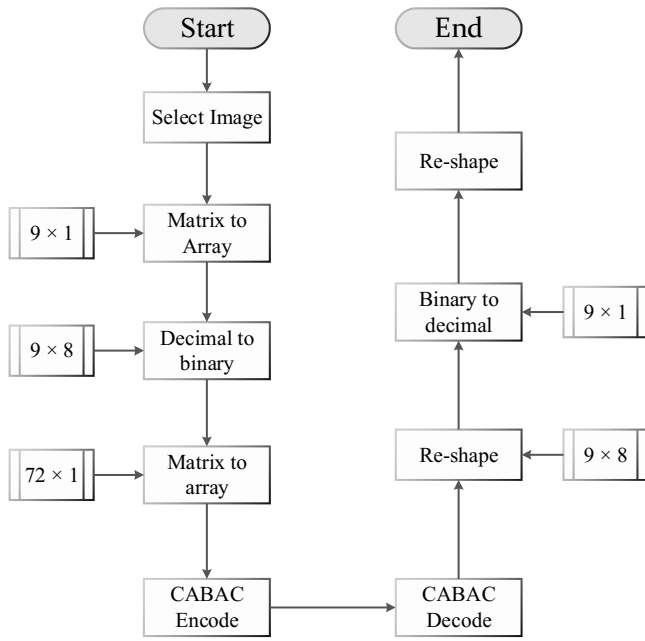 Start
End
Select Image
Re-shape
9 × 1
Matrix to
Array
Binary to
decimal
9 × 1
9 × 8
Decimal to
binary
72 × 1
Matrix to
array
Re-shape
9 × 8
CABAC
Encode
CABAC
Decode